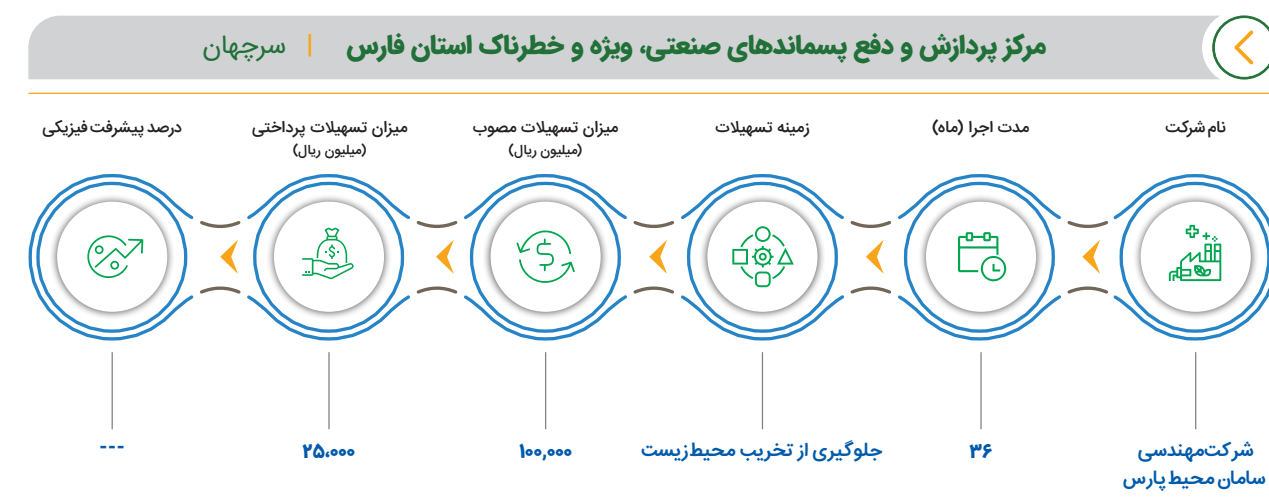 مرکز پردازش و دفع پسماندهای صنعتی، ویژه و خطرناک استان فارس | سرچهان
نام شرکت
شرکت مهندسی
سامان محیط پارس
مدت اجرا (ماه)
۳۶
زمینه تسهیلات
جلوگیری از تخریب محیط زیست
میزان تسهیلات مصوب
(میلیون ریال)
۱۰۰,۰۰۰
میزان تسهیلات پرداختی
(میلیون ریال)
۲۵،۰۰۰
درصد پیشرفت فیزیکی
---